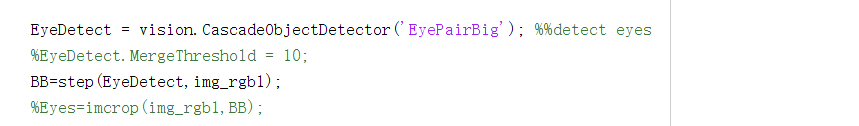 EyeDetect = vision.CascadeObjectDetector('EyePairBig'); %%detect eyes
%EyeDetect.MergeThreshold = 10;
BB=step(EyeDetect,img_rgb1);
%Eyes=imcrop(img_rgb1,BB);